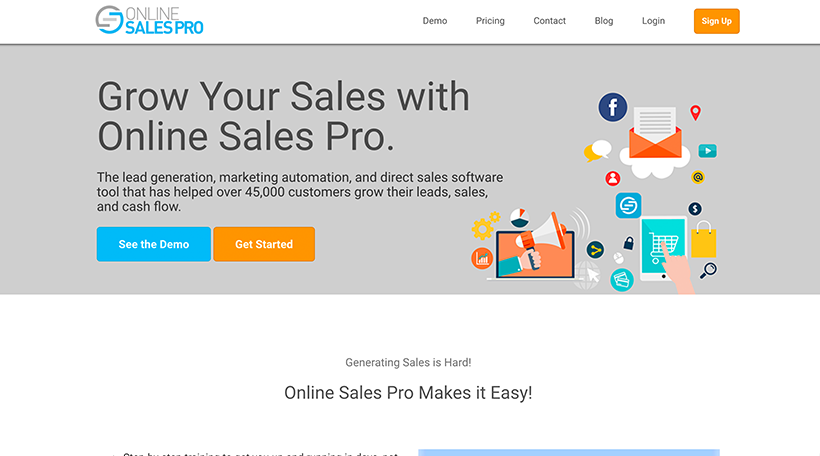 ONLINE
SALES PRO
Demo Pricing Contact Blog Login Sign Up
Grow Your Sales with
Online Sales Pro.
The lead generation, marketing automation, and direct sales software
tool that has helped over 45,000 customers grow their leads, sales,
and cash flow.
See the Demo Get Started
Generating Sales is Hard!
Online Sales Pro Makes it Easy!